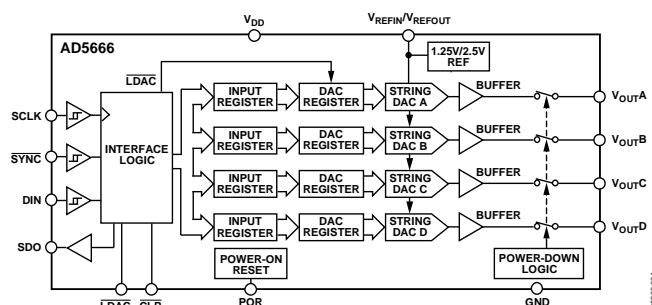 VDD
VREFIN/VREFOUT
AD5666
LDAC
1.25V/2.5V
REF
SCLK
SYNC
DIN
SDO
INTERFACE
LOGIC
INPUT
REGISTER
DAC
REGISTER
STRING
DAC A
BUFFER
VOUTA
INPUT
REGISTER
DAC
REGISTER
STRING
DAC B
BUFFER
VOUTB
INPUT
REGISTER
DAC
REGISTER
STRING
DAC C
BUFFER
VOUTC
INPUT
REGISTER
DAC
REGISTER
STRING
DAC D
BUFFER
VOUTD
POWER-ON
RESET
POWER-DOWN
LOGIC
LDAC
CLR
POR
GND